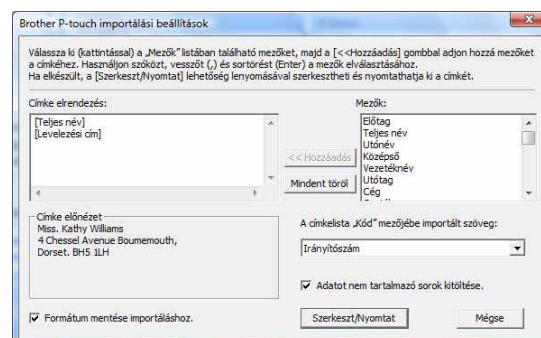 Brother P-touch importálási beállítások
Válassza ki (kattintással) a „Mezők” listában található mezőket, majd a [<<Hozzáadás] gombbal adjon hozzá mezőket
a címkéhez. Használjon szóközt, vesszőt (,) és sortörést (Enter) a mezők elválasztásához.
Ha elkészült, a [Szerkeszt/Nyomtat] lehetőség lenyomásával szerkesztheti és nyomtathatja ki a címkét.
Címke elrendezés:
[Teljes név]
[Levelezési cím]
<< Hozzáadás
Mindent töröl
Mezők:
Előtag
Teljes név
Utónév
Középső
Vezetéknév
Utótag
Cég
Címke előnézet
Miss. Kathy Williams
4 Chessel Avenue Boumemouth,
Dorset. BH5 1LH
A címkelista „Kód” mezőjébe importált szöveg:
Irányítószám
Adatot nem tartalmazó sorok kitöltése.
Formátum mentése importáláshoz.
Szerkeszt/Nyomtat
Mégse